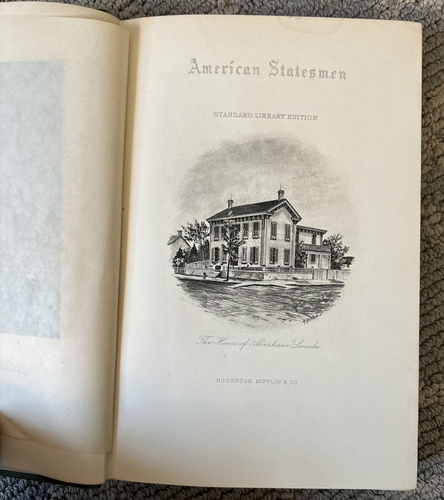 American Statesmen
STANDARD LIBRARY EDITION
The Home of Abraham Lincoln
HOUGHTON, MIFFLIN & CO.